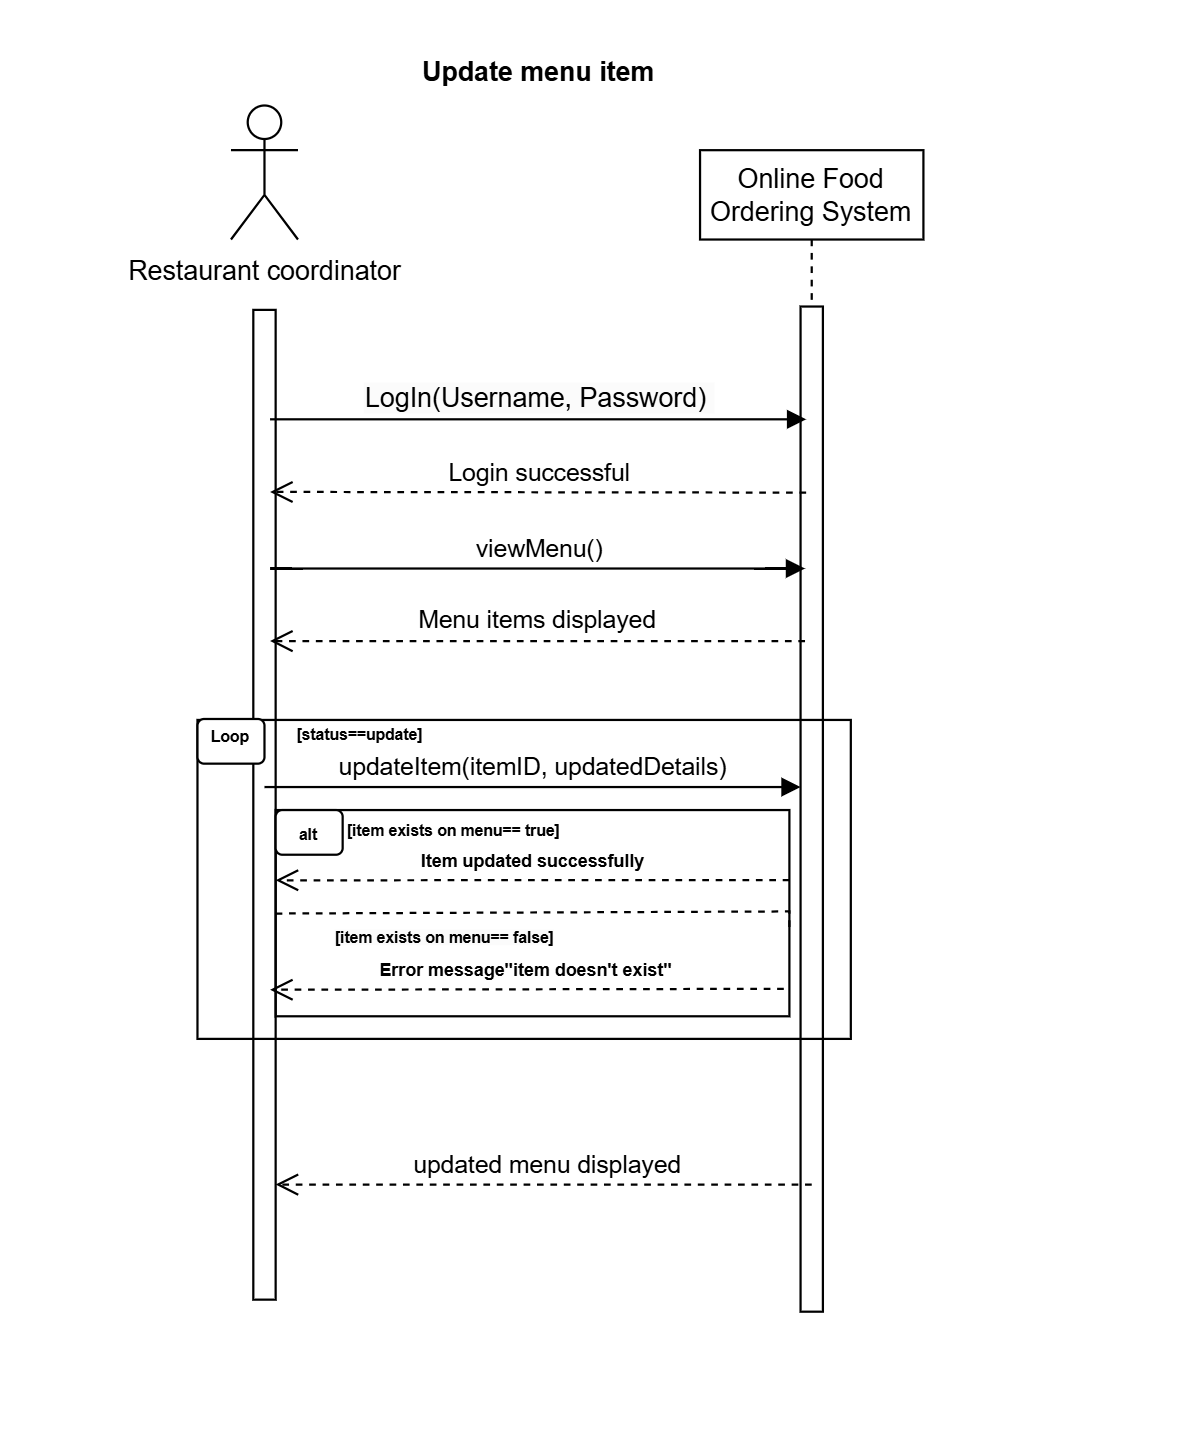 Update menu item
Online Food
Ordering System
Restaurant coordinator
LogIn(Username, Password)
Login successful
viewMenu()
Menu items displayed
Loop
[status==update]
updateItem(itemID, updatedDetails)
alt
[item exists on menu== true]
Item updated successfully
[item exists on menu== false]
Error message"item doesn't exist"
updated menu displayed